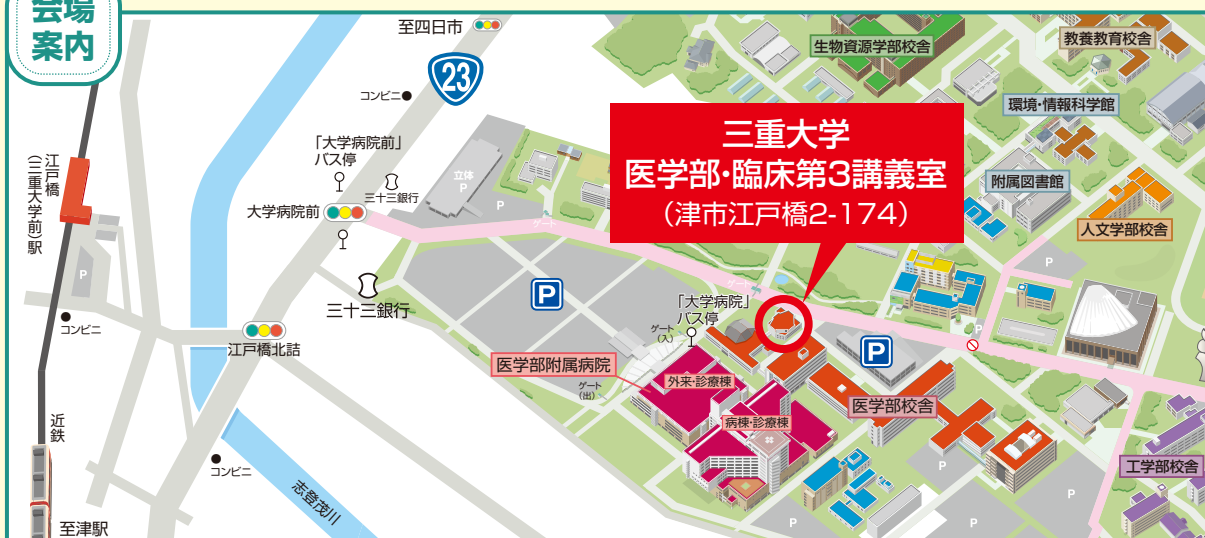 会場
案内
至四日市
23
コンビニ
「大学病院前」
バス停
三十三銀行
大学病院前
立体
P
P
ゲート
生物資源学部校舎
教養教育校舎
環境・情報科学館
附属図書館
人文学部校舎
三重大学
医学部・臨床第3講義室
(津市江戸橋2-174)
江戸橋
(三重大学前)駅
P
コンビニ
三十三銀行
江戸橋北詰
P
「大学病院」
バス停
ゲート
ゲート
(入)
P
P
P
医学部附属病院
外来・診療棟
ゲート
(出)
病棟・診療棟
医学部校舎
工学部校舎
近鉄
コンビニ
志登茂川
至津駅
P
P
P
P